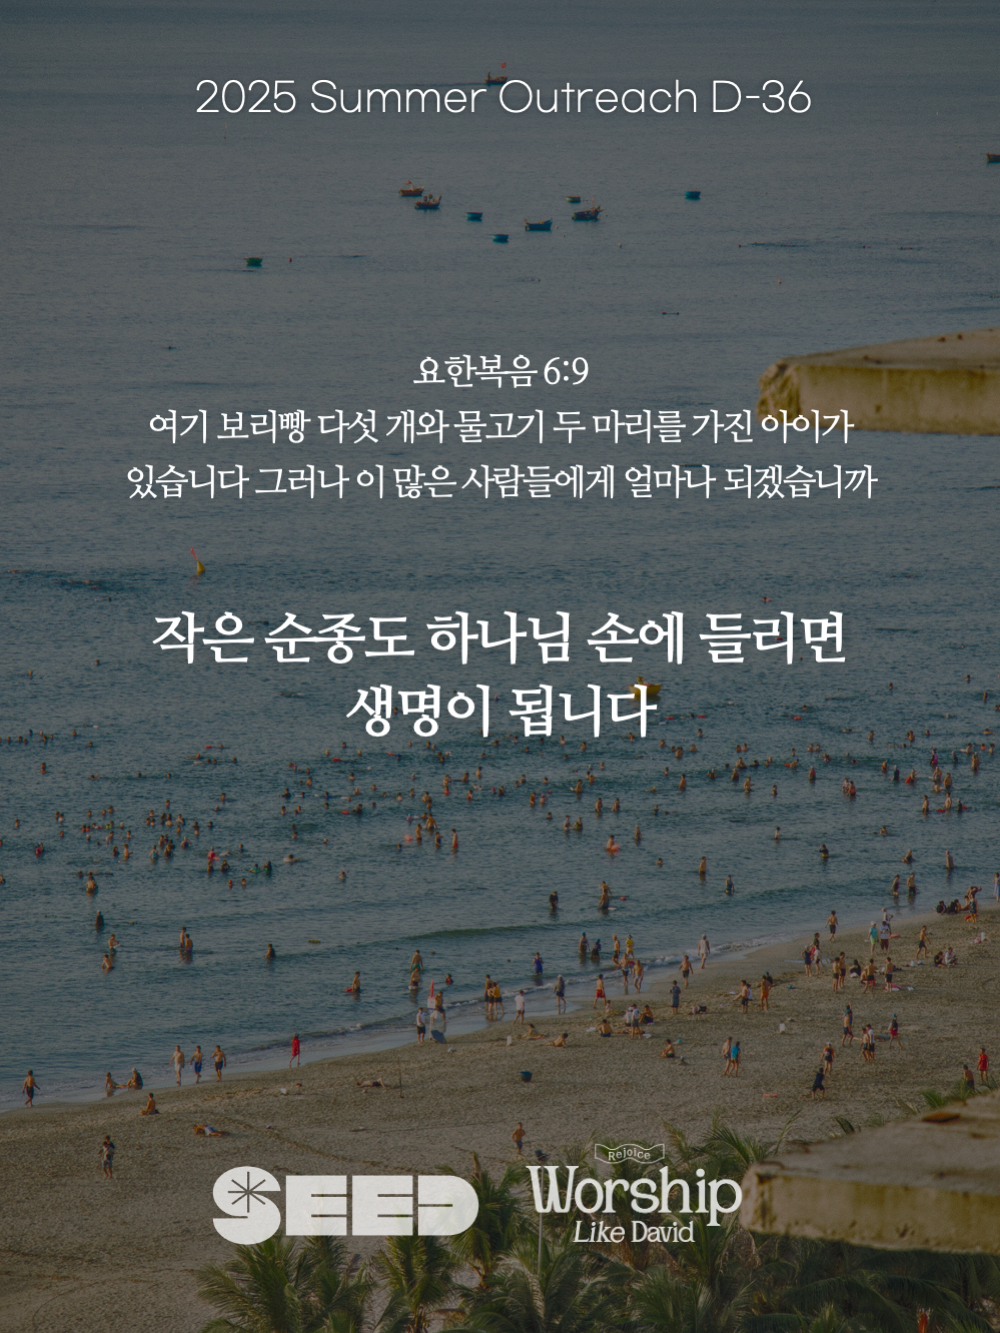 2025 Summer Outreach D-36
요한복음 6:9
여기 보리빵 다섯 개와 물고기 두 마리를 가진 아이가
있습니다 그러나 이 많은 사람들에게 얼마나 되겠습니까
작은 순종도 하나님 손에 들리면
생명이 됩니다
SEED
Rejoice
Worship
Like David